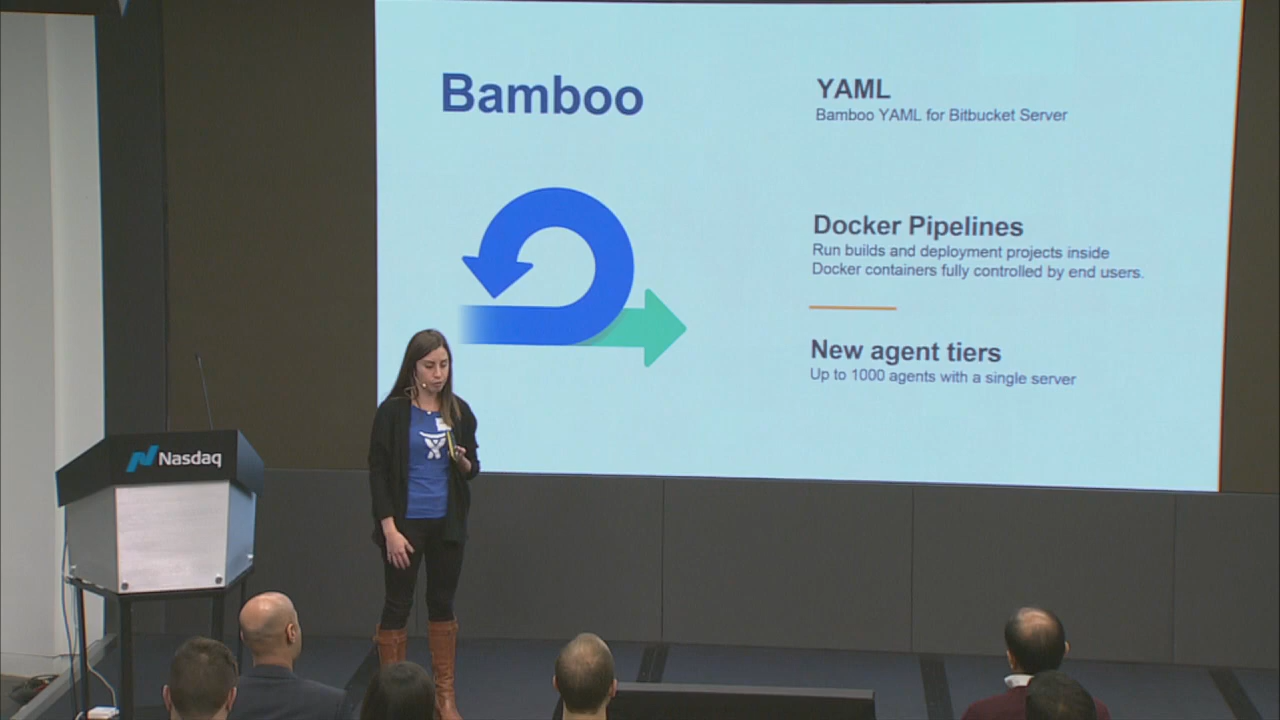 Bamboo
YAML
Bamboo YAML for Bitbucket Server
Docker Pipelines
Run builds and deployment projects inside
Docker containers fully controlled by end users.
New agent tiers
Up to 1000 agents with a single server
Nasdaq